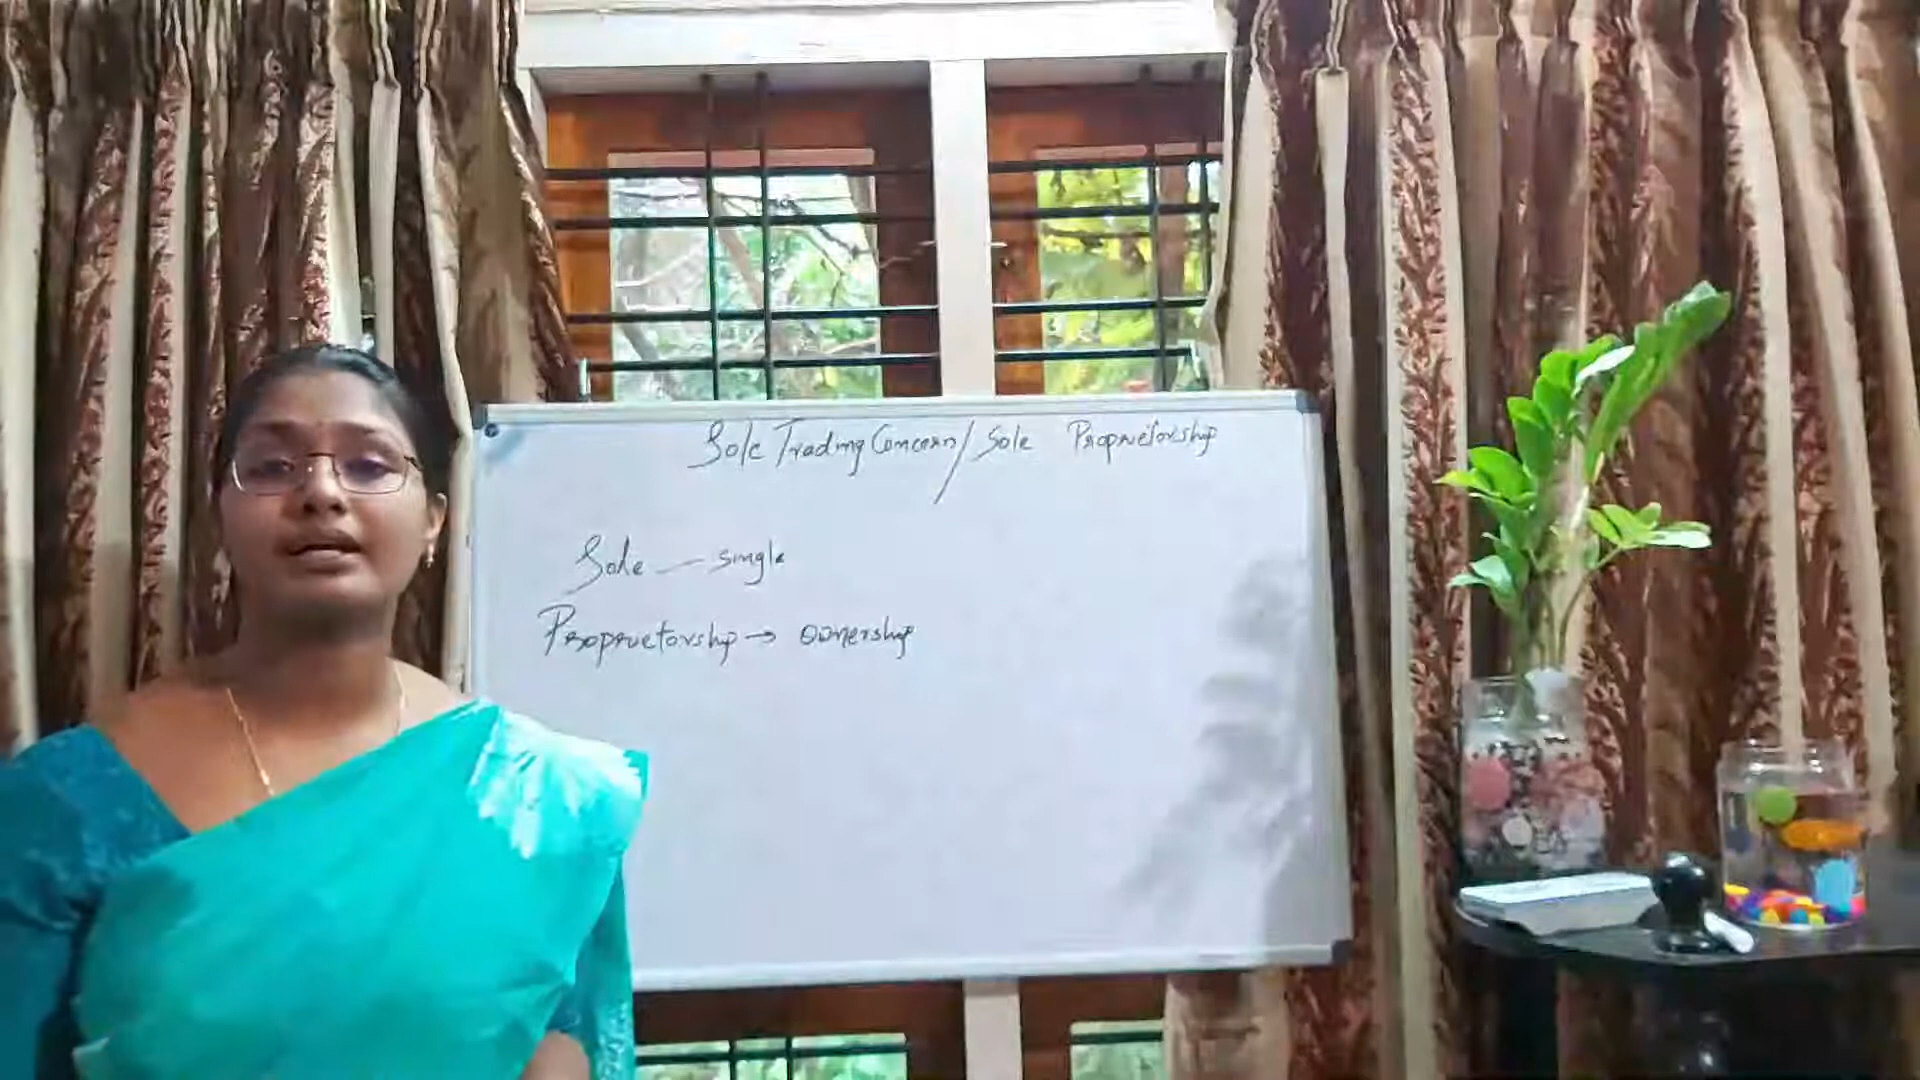 Sole Trading Concern / Sole Proprietorship
Sole — single
Proprietorship → ownership